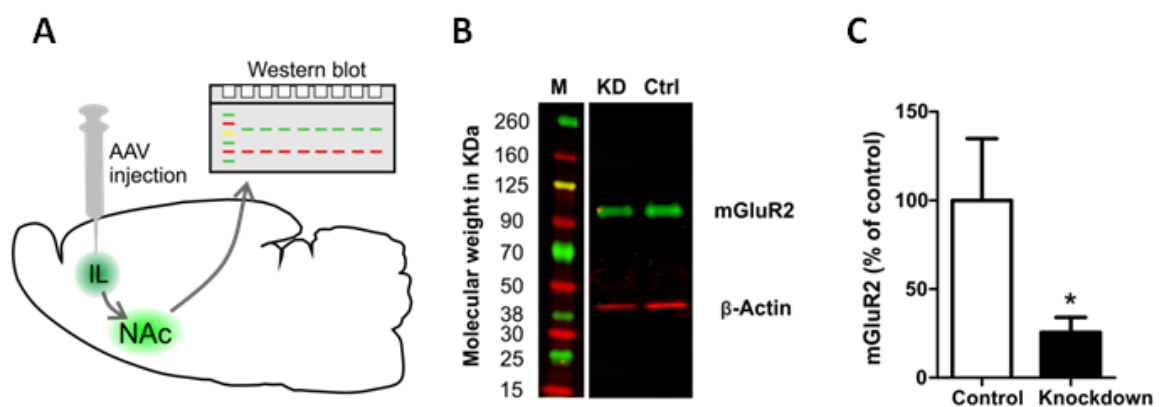 A
Western blot
AAV
injection
IL
NAc
B
M KD Ctrl
Molecular weight in KDa
260
160
125
90
70
50
38
30
25
15
mGluR2
β-Actin
C
mGluR2 (% of control)
150
100
50
0
*
Control Knockdown